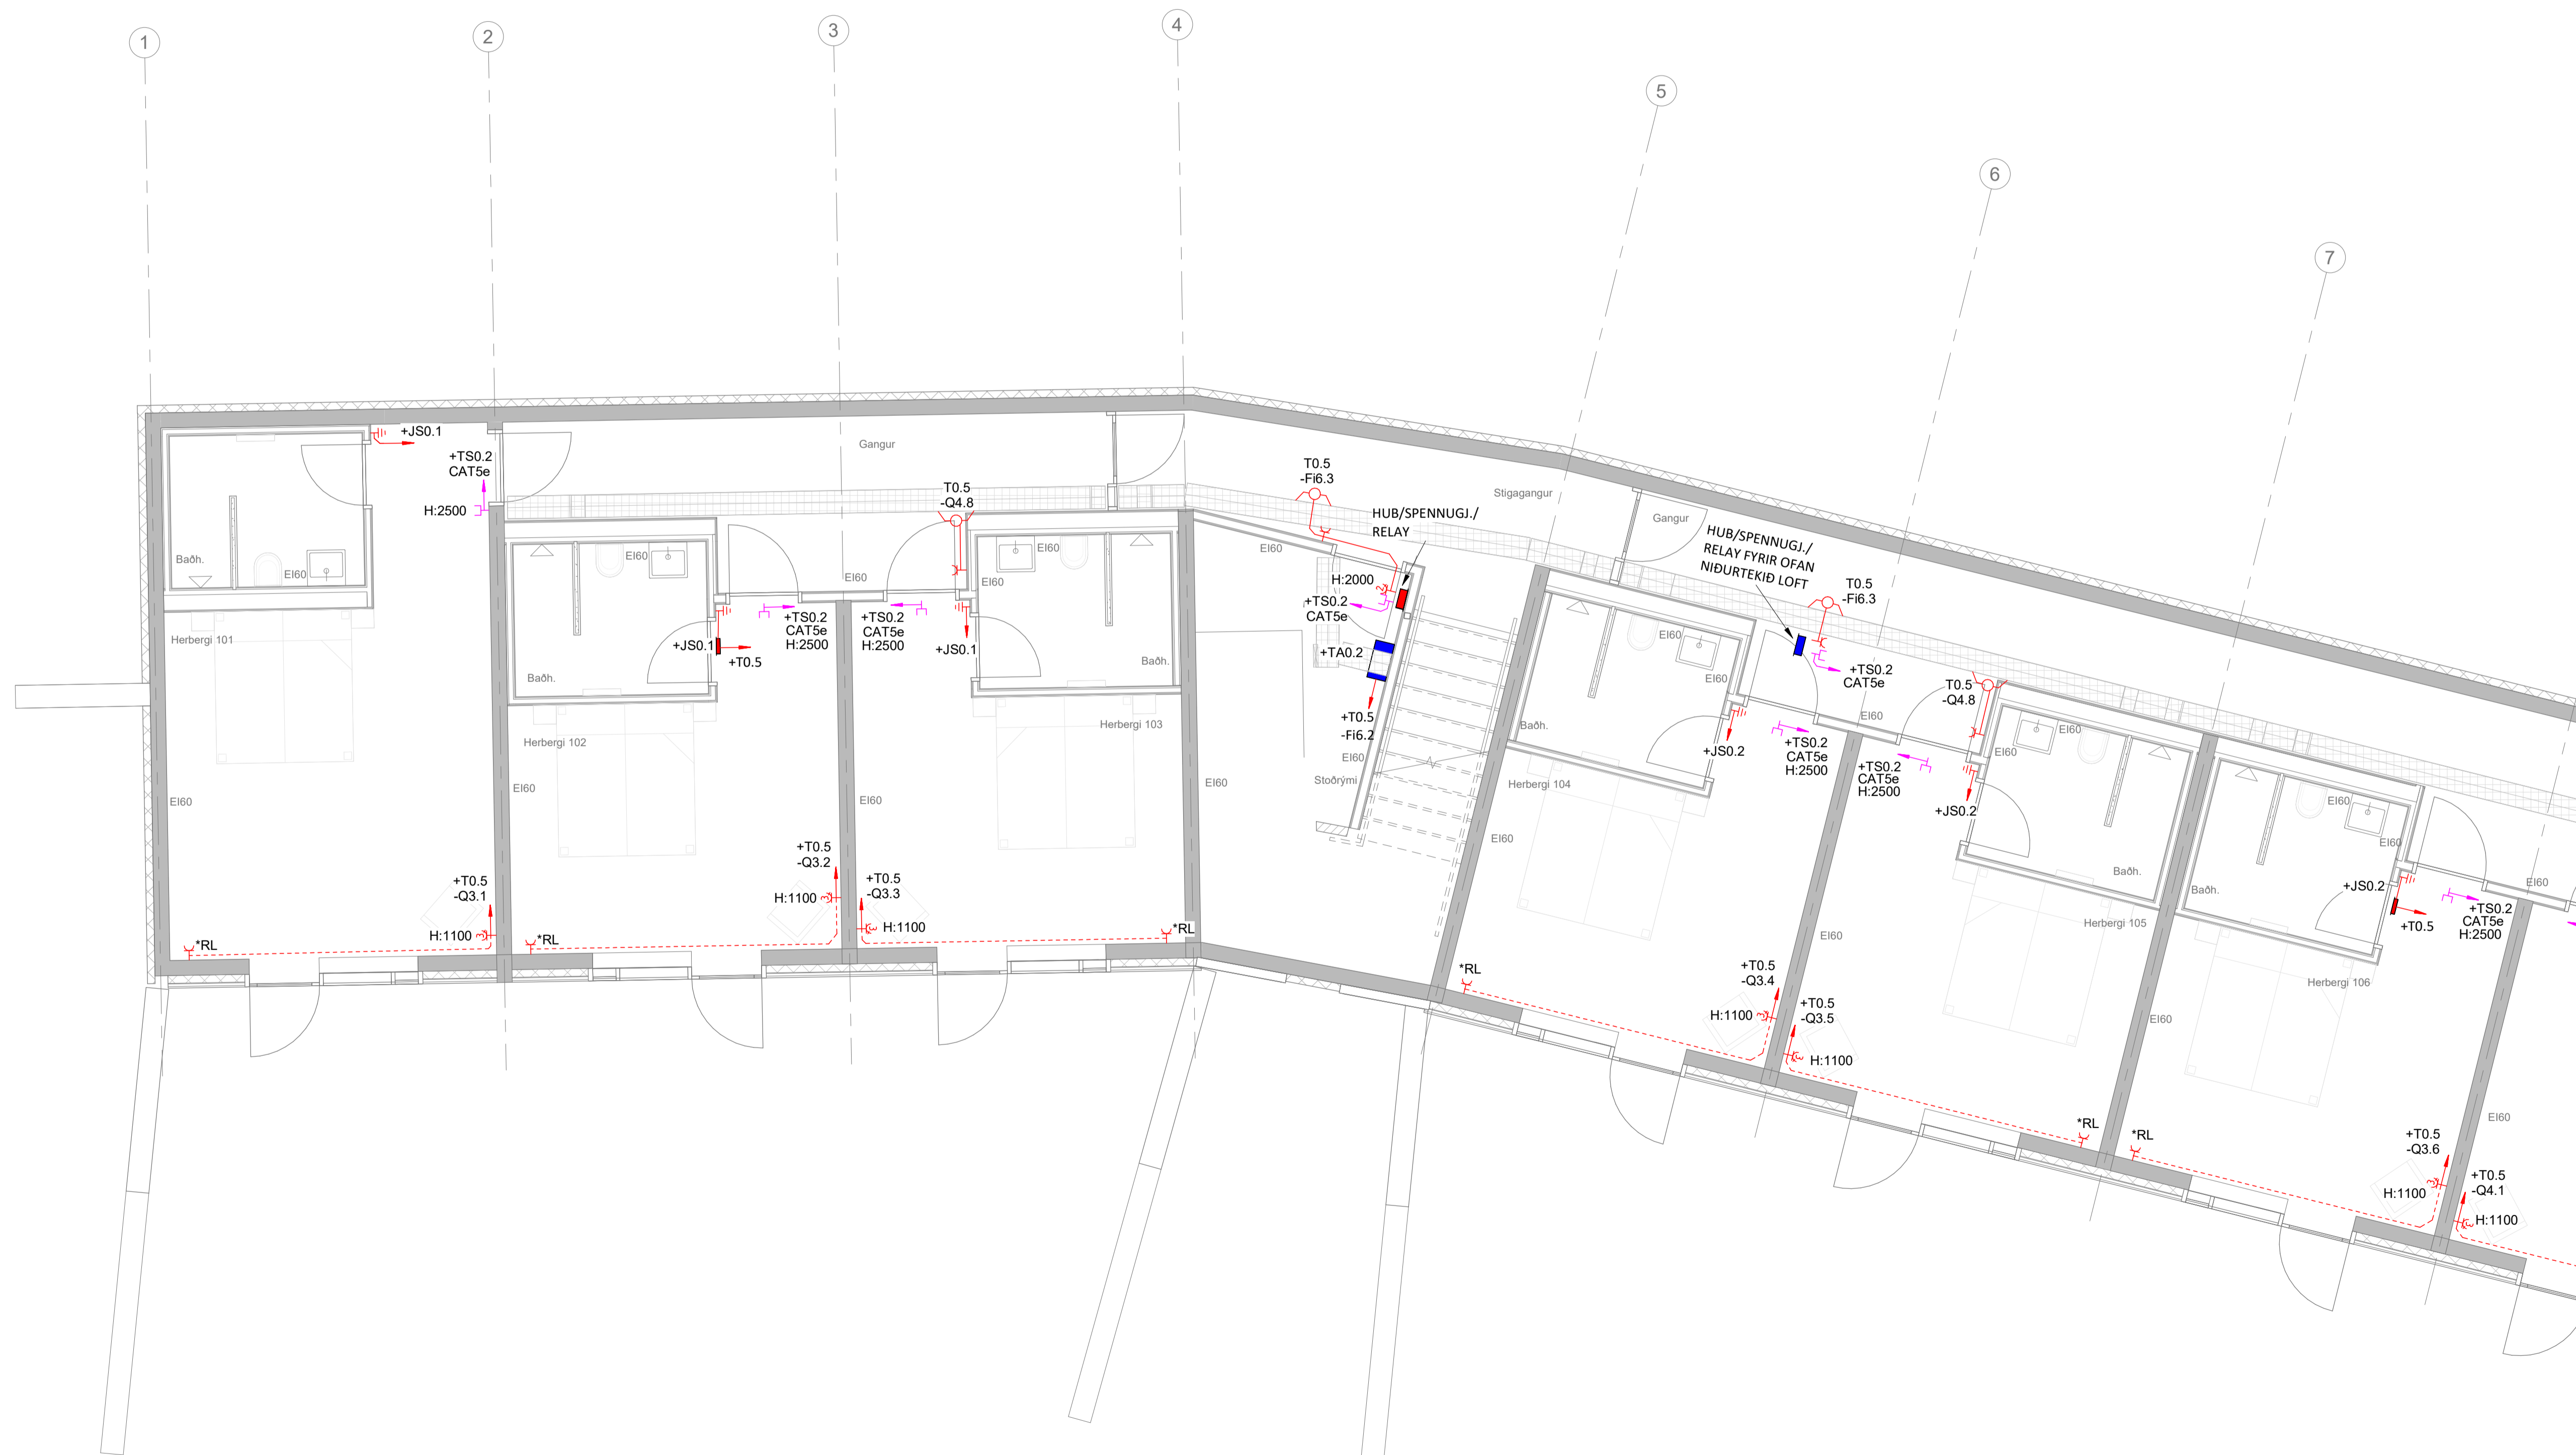 1
2
3
4
5
6
7
+JS0.1
+TS0.2
CAT5e
H:2500
Baðh.
EI60
Herbergi 101
EI60
+T0.5
-Q3.1
H:1100
*RL
Gangur
T0.5
-Q4.8
EI60
Baðh.
+JS0.1
+T0.5
+TS0.2
CAT5e
H:2500
Herbergi 102
EI60
+T0.5
-Q3.2
H:1100
*RL
EI60
+TS0.2
CAT5e
H:2500
EI60
EI60
+JS0.1
Baðh.
Herbergi 103
EI60
+T0.5
-Q3.3
H:1100
*RL
EI60
T0.5
-Fi6.3
Stigagangur
HUB/SPENNUGJ./
RELAY
EI60
H:2000
+TS0.2
CAT5e
+TA0.2
+T0.5
-Fi6.2
EI60
Stoðrými
Gangur
HUB/SPENNUGJ./
RELAY FYRIR OFAN
NIÐURTEKIÐ LOFT
T0.5
-Fi6.3
+TS0.2
CAT5e
EI60
EI60
Baðh.
+JS0.2
+TS0.2
CAT5e
H:2500
Herbergi 104
EI60
*RL
+T0.5
-Q3.4
H:1100
EI60
T0.5
-Q4.8
EI60
EI60
+TS0.2
CAT5e
H:2500
+JS0.2
Baðh.
Herbergi 105
EI60
+T0.5
-Q3.5
H:1100
*RL
EI60
EI60
Baðh.
+JS0.2
+T0.5
+TS0.2
CAT5e
H:2500
EI60
Herbergi 106
EI60
*RL
+T0.5
-Q3.6
H:1100
EI60
+T0.5
-Q4.1
H:1100